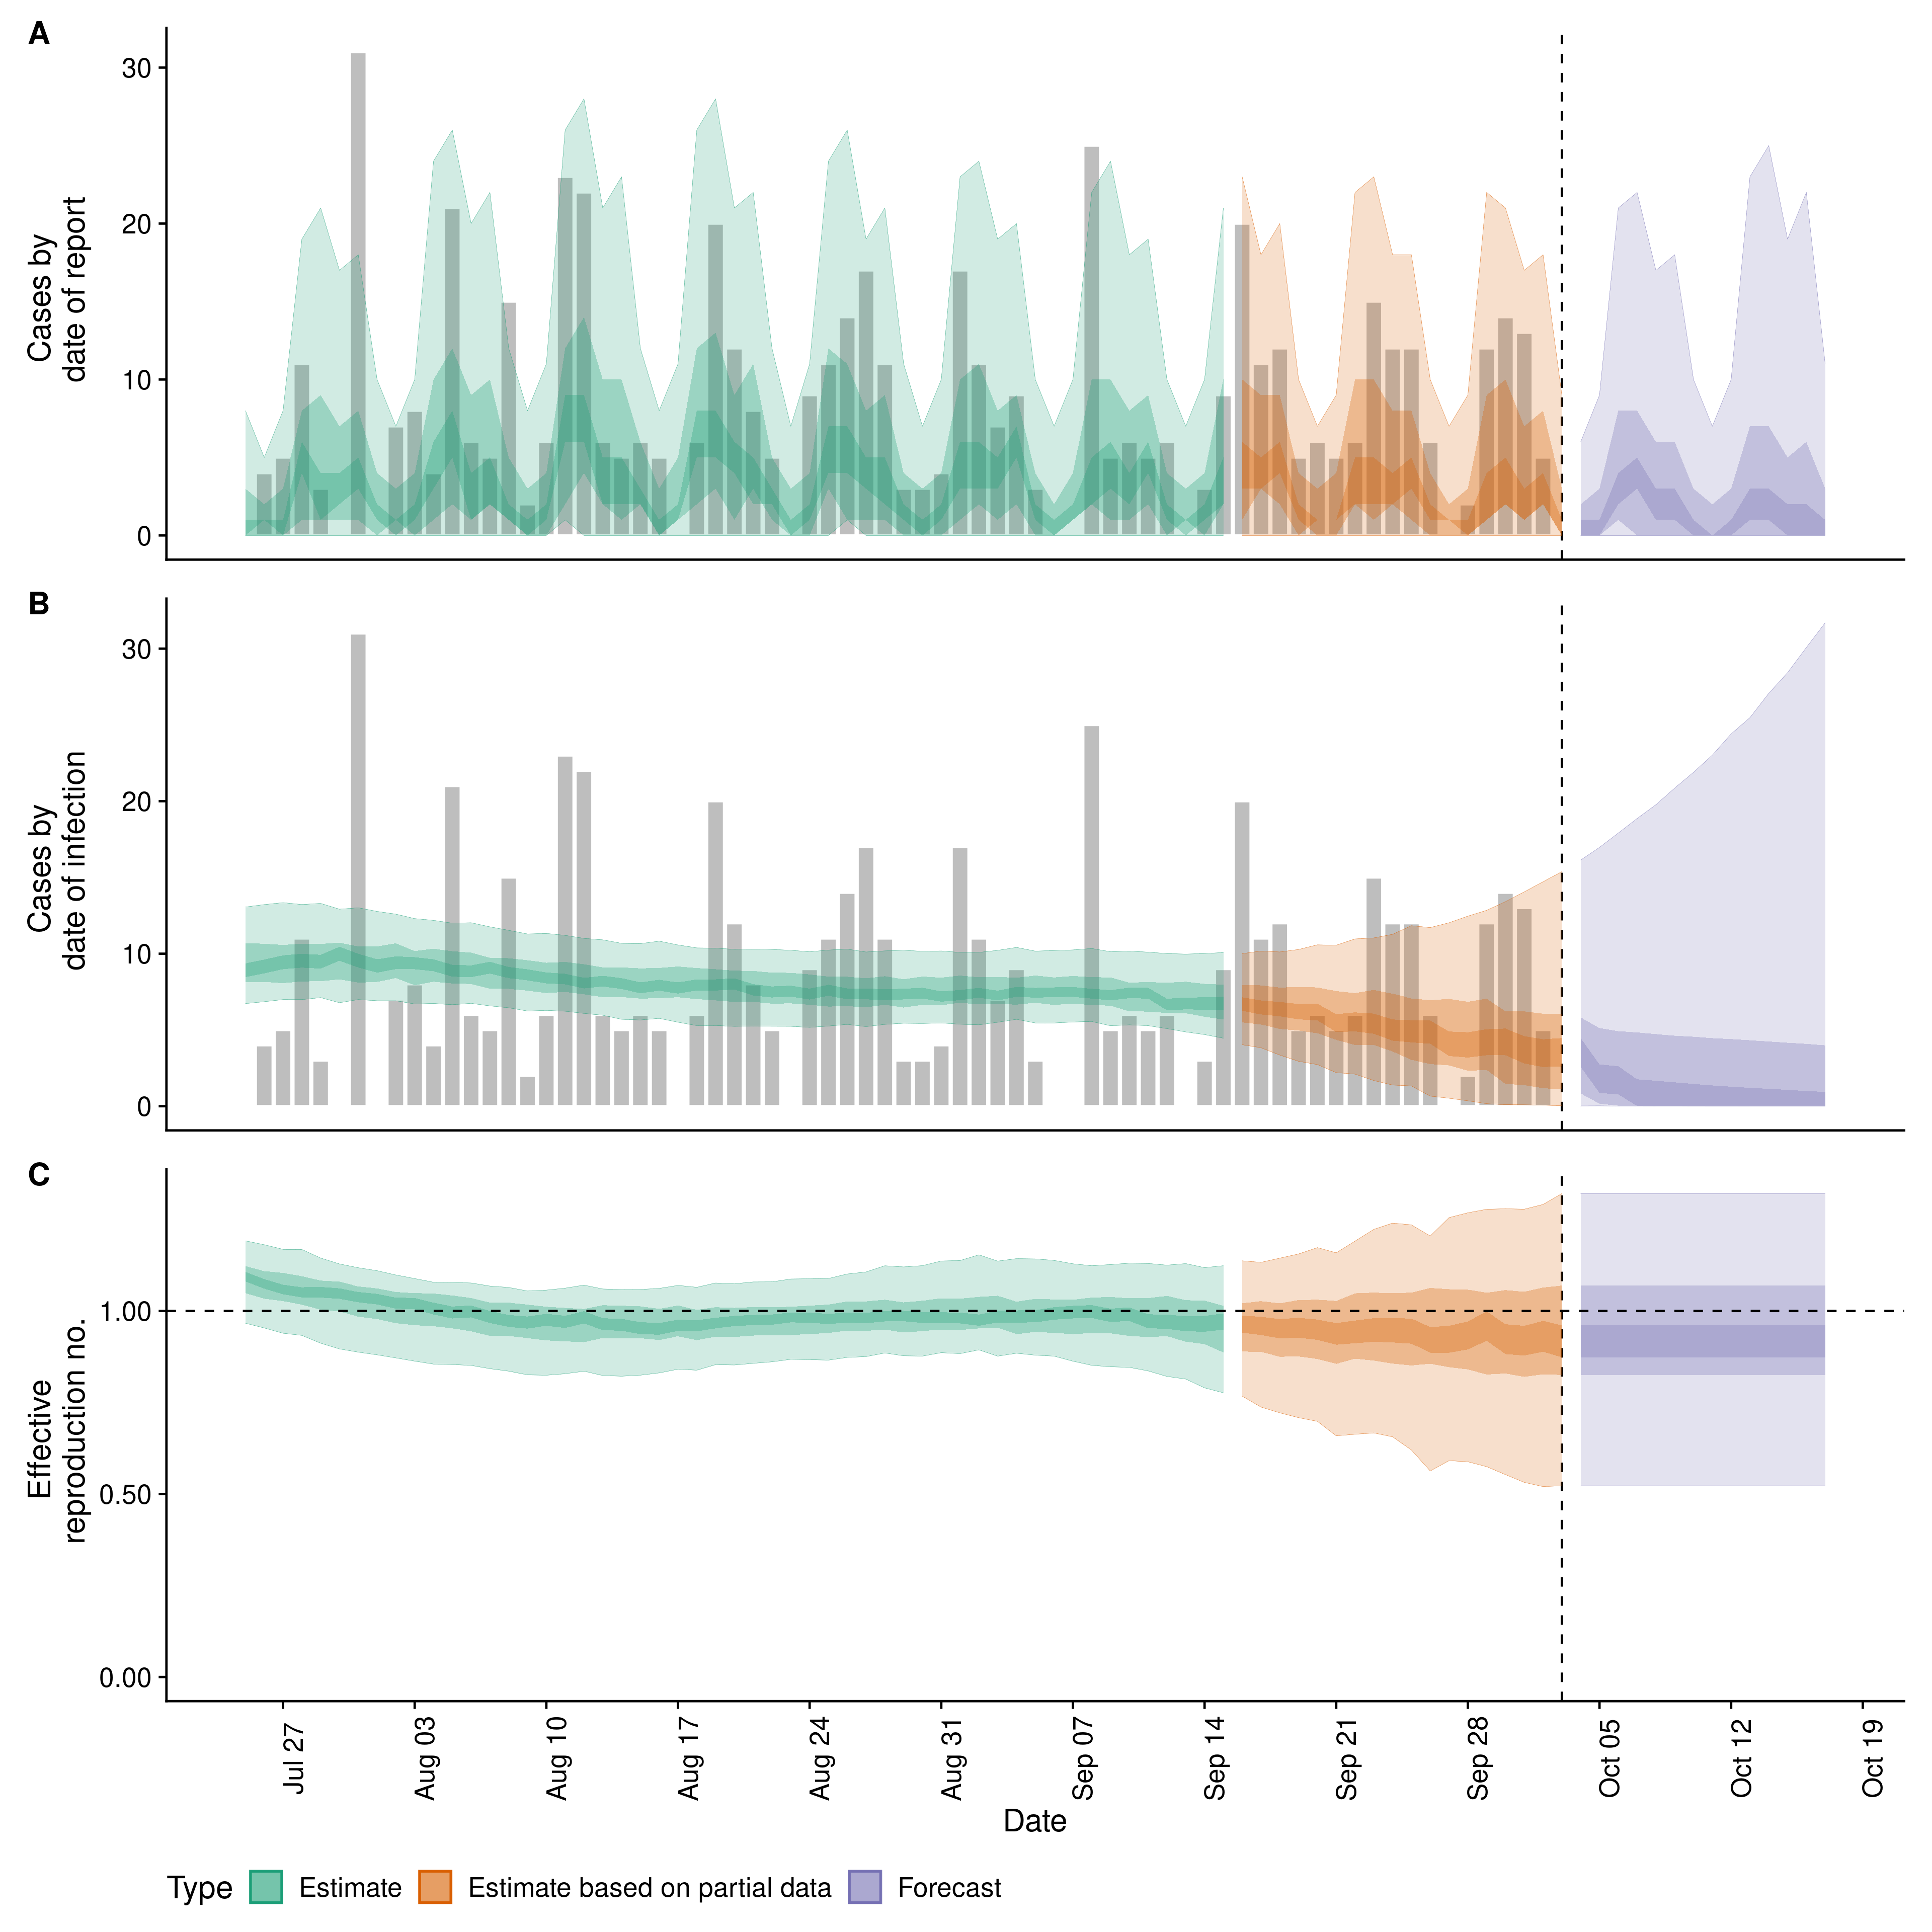 A
Cases by
date of report
30
20
10
0
B
Cases by
date of infection
30
20
10
0
C
Effective
reproduction no.
1.00
0.50
0.00
Jul 27
Aug 03
Aug 10
Aug 17
Aug 24
Aug 31
Sep 07
Sep 14
Sep 21
Sep 28
Oct 05
Oct 12
Oct 19
Date
Type Estimate Estimate based on partial data Forecast